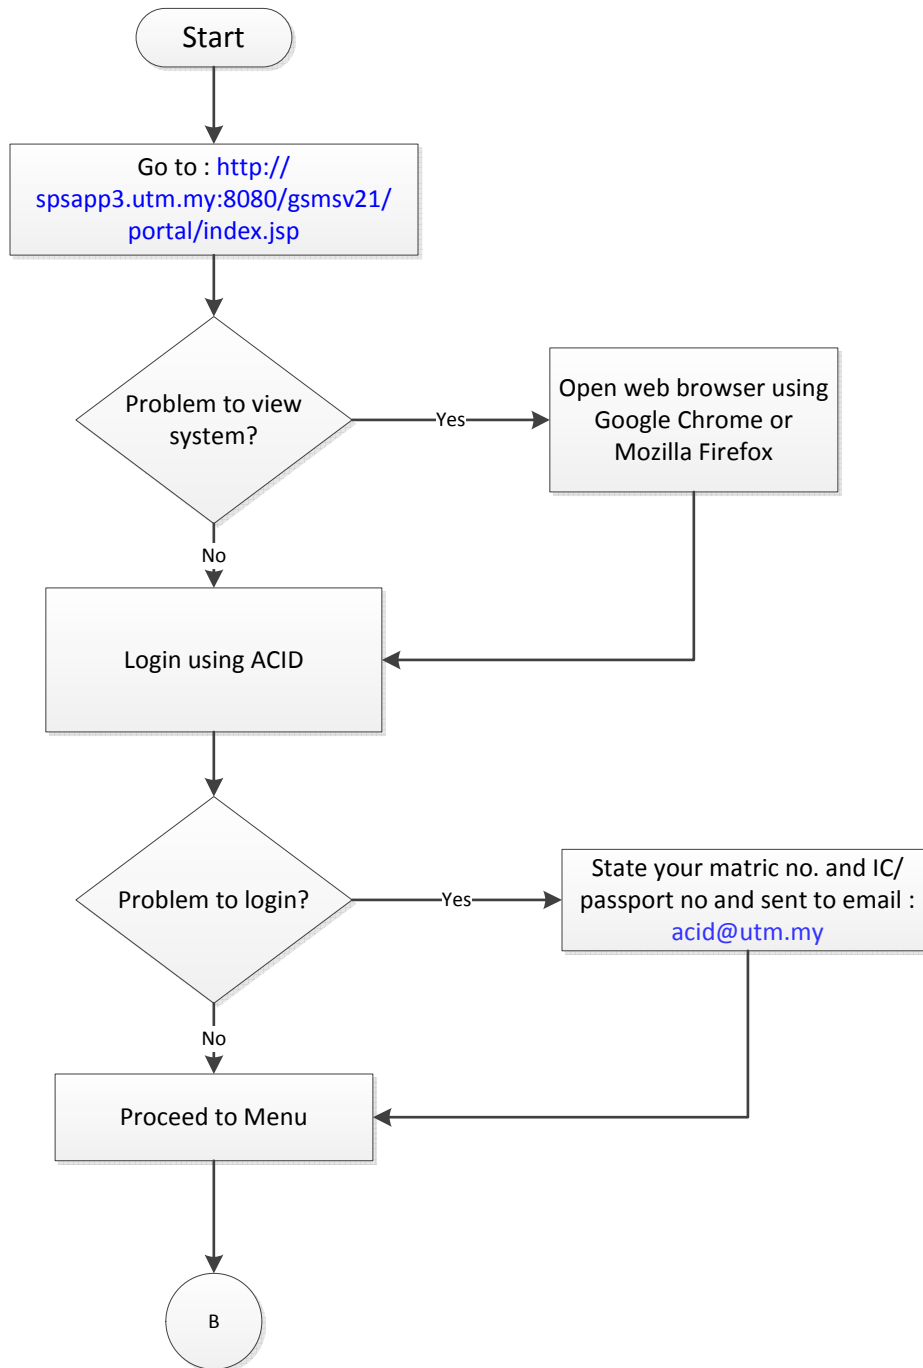 Start
Go to : http://
spsapp3.utm.my:8080/gsmsv21/
portal/index.jsp
Problem to view
system?
Yes
Open web browser using
Google Chrome or
Mozilla Firefox
No
Login using ACID
Problem to login?
Yes
State your matric no. and IC/
passport no and sent to email :
acid@utm.my
No
Proceed to Menu
B